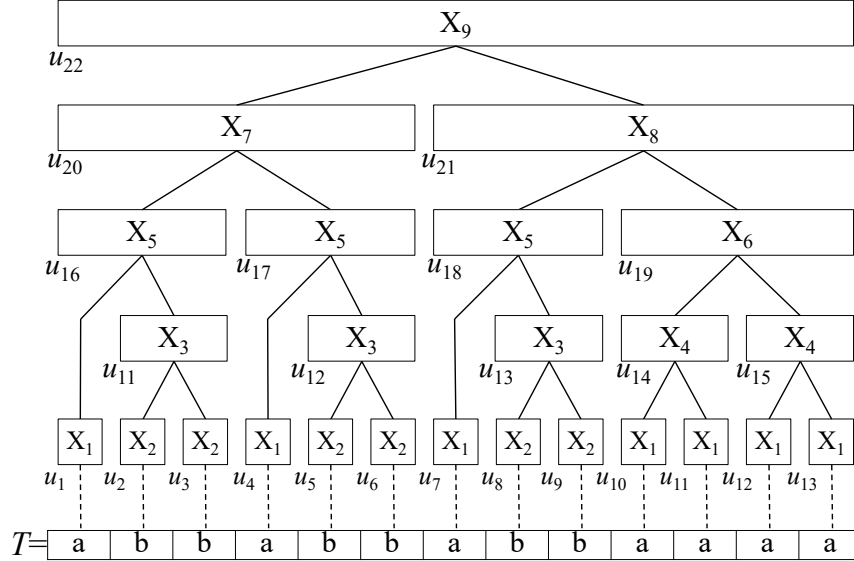 X₉
u₂₂
X₇ X₈
u₂₀ u₂₁
X₅ X₅ X₅ X₆
u₁₆ u₁₇ u₁₈ u₁₉
X₃ X₃ X₃ X₄ X₄
u₁₁ u₁₂ u₁₃ u₁₄ u₁₅
X₁ X₂ X₂ X₁ X₂ X₂ X₁ X₂ X₂ X₁ X₁ X₁ X₁
u₁ u₂ u₃ u₄ u₅ u₆ u₇ u₈ u₉ u₁₀ u₁₁ u₁₂ u₁₃
T= a b b a b b a b b a a a a